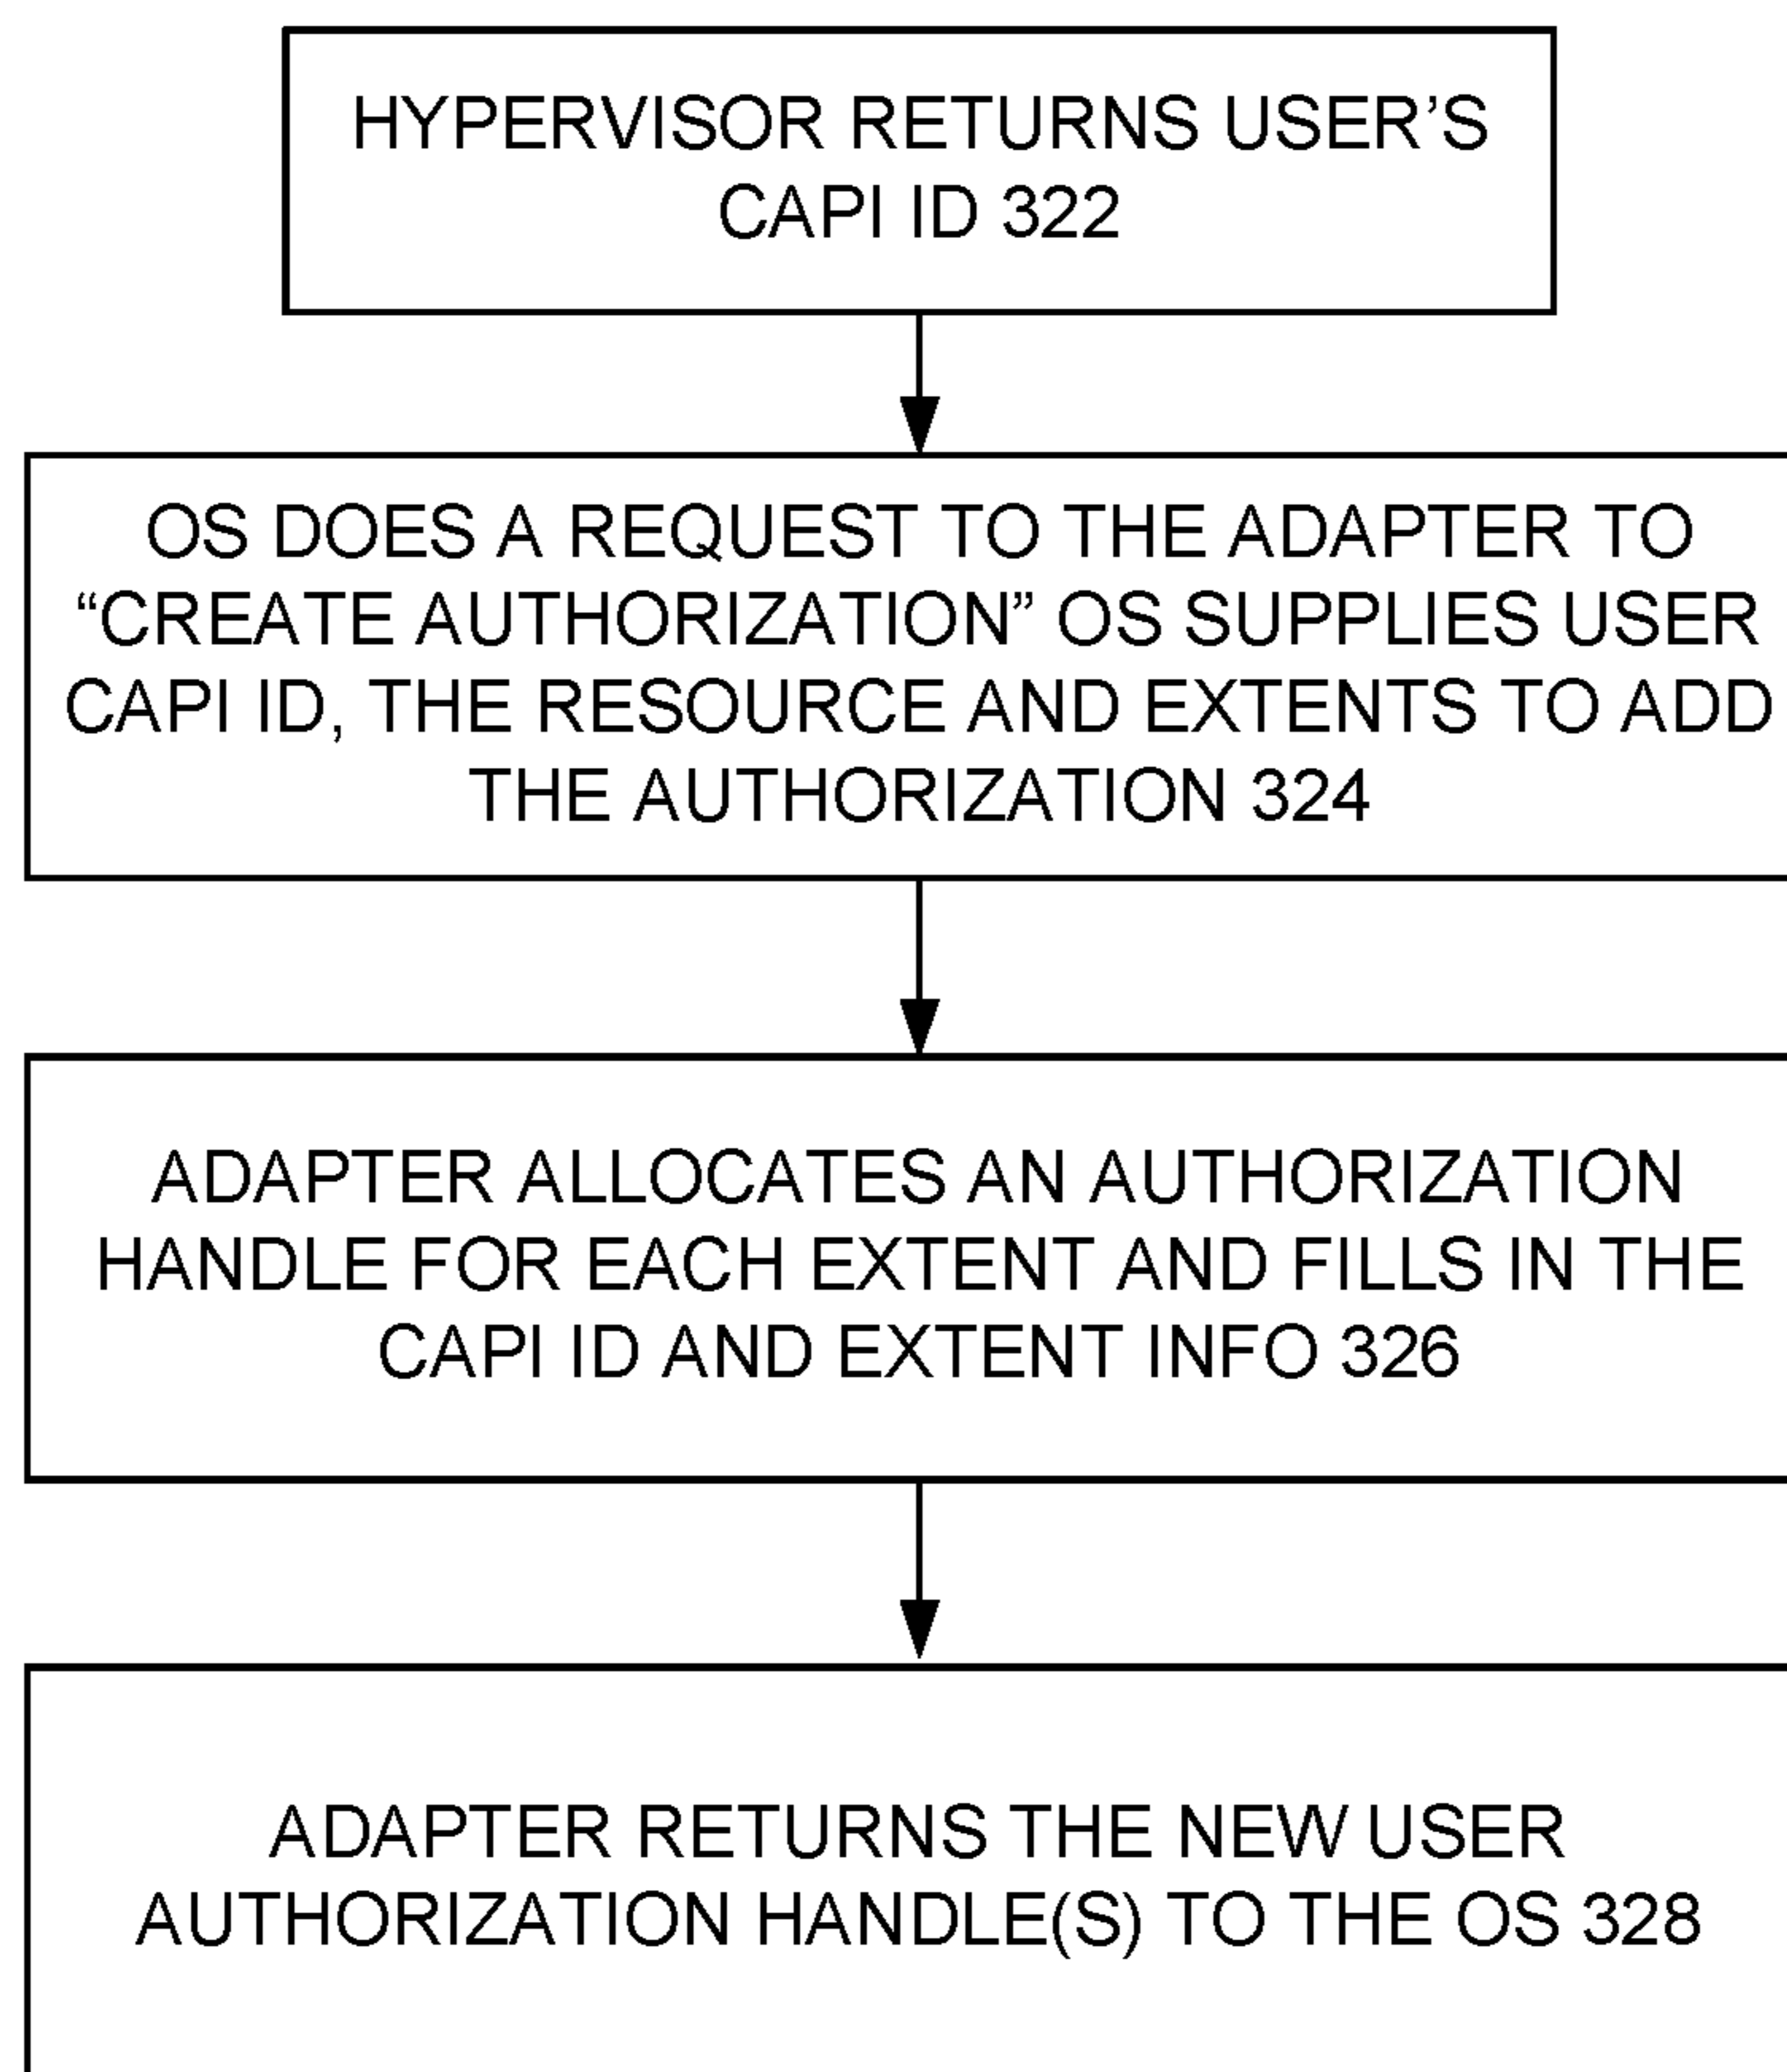 HYPERVISOR RETURNS USER’S
CAPI ID 322
OS DOES A REQUEST TO THE ADAPTER TO
“CREATE AUTHORIZATION” OS SUPPLIES USER
CAPI ID, THE RESOURCE AND EXTENTS TO ADD
THE AUTHORIZATION 324
ADAPTER ALLOCATES AN AUTHORIZATION
HANDLE FOR EACH EXTENT AND FILLS IN THE
CAPI ID AND EXTENT INFO 326
ADAPTER RETURNS THE NEW USER
AUTHORIZATION HANDLE(S) TO THE OS 328